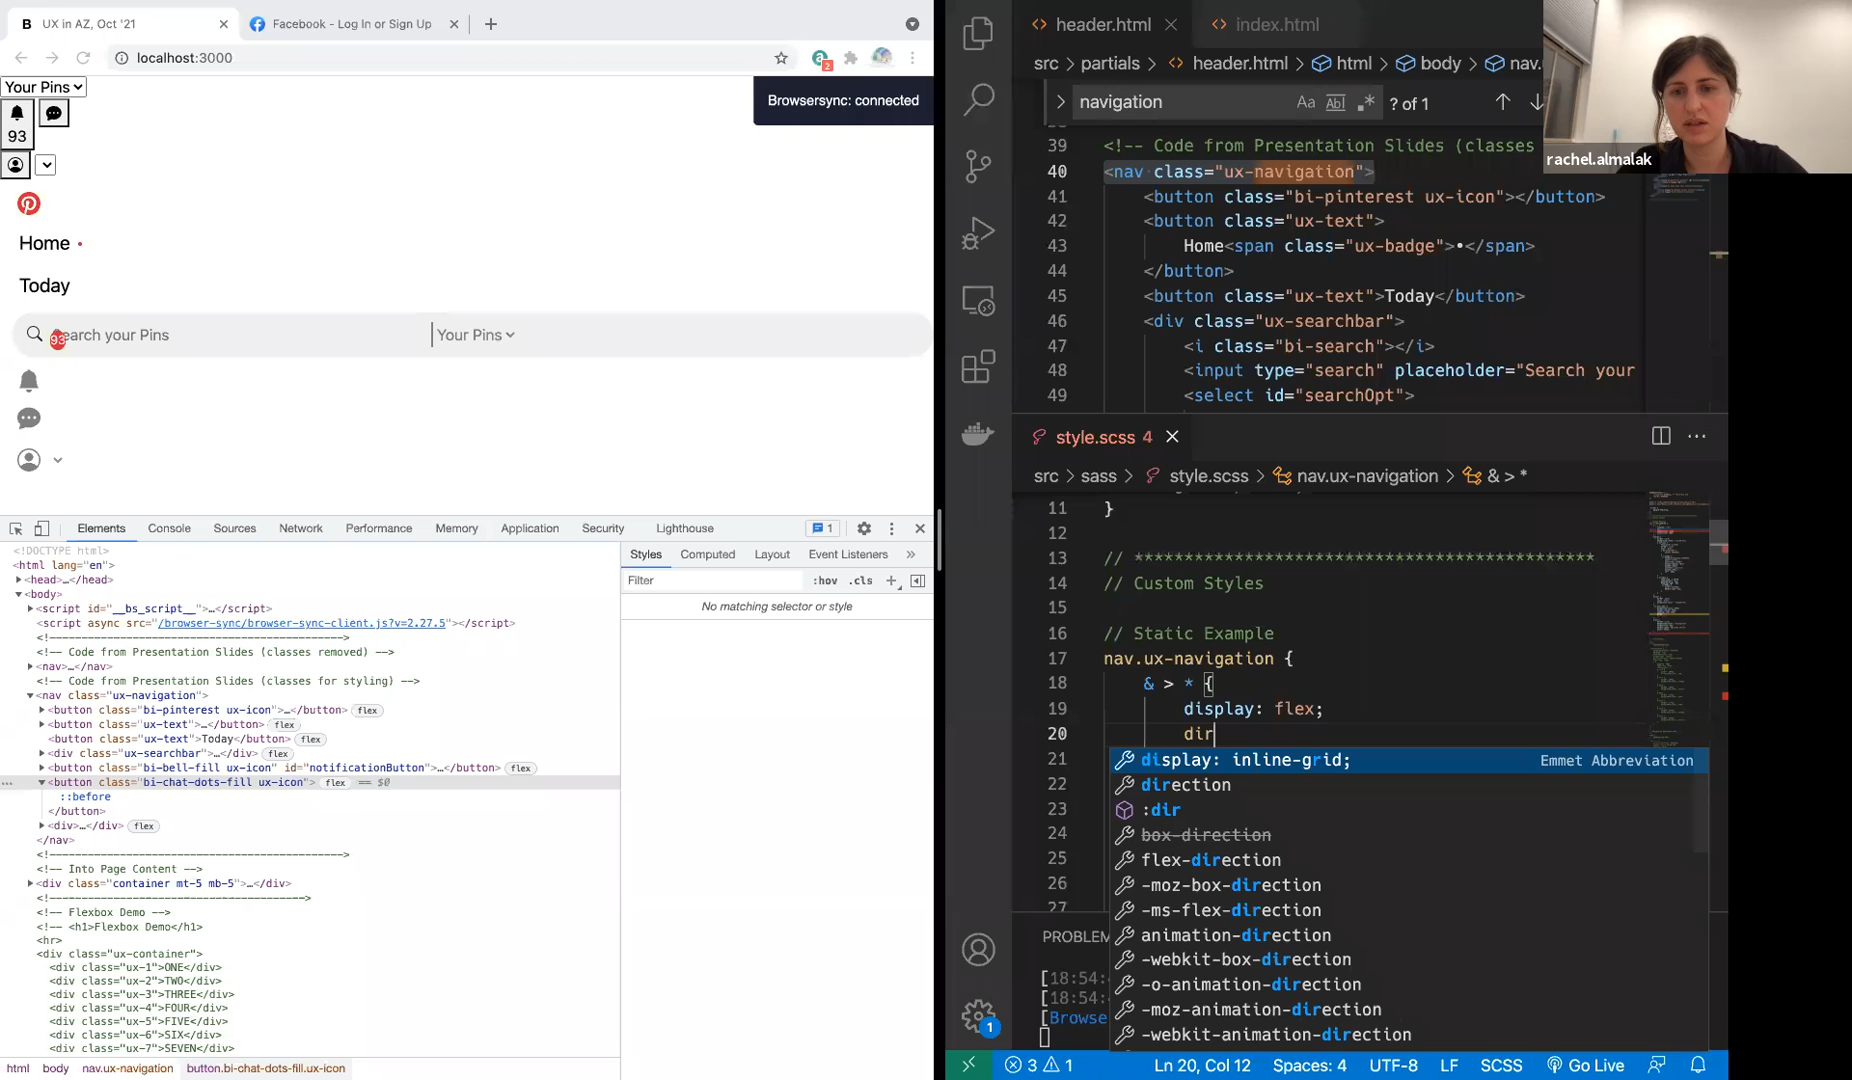 UX in AZ, Oct '21
Facebook - Log In or Sign Up
localhost:3000
2
Your Pins
93
Browsersync: connected
Home •
Today
Search your Pins
93
Your Pins
Elements Console Sources Network Performance Memory Application Security Lighthouse 1
<!DOCTYPE html>
<html lang="en">
<head>…</head>
<body>
<script id="__bs_script__">…</script>
<script async src="/browser-sync/browser-sync-client.js?v=2.27.5"></script>
<!-- Code from Presentation Slides (classes removed) -->
<nav>…</nav>
<!-- Code from Presentation Slides (classes for styling) -->
<nav class="ux-navigation">
<button class="bi-pinterest ux-icon">…</button> flex
<button class="ux-text">…</button> flex
<button class="ux-text">Today</button> flex
<div class="ux-searchbar">…</div> flex
<button class="bi-bell-fill ux-icon" id="notificationButton">…</button> flex
<button class="bi-chat-dots-fill ux-icon"> flex == $0
::before
</button>
<div>…</div> flex
</nav>
<!-- Into Page Content -->
<div class="container mt-5 mb-5">…</div>
<!-- Flexbox Demo -->
<!-- <h1>Flexbox Demo</h1>
<hr>
<div class="ux-container">
<div class="ux-1">ONE</div>
<div class="ux-2">TWO</div>
<div class="ux-3">THREE</div>
<div class="ux-4">FOUR</div>
<div class="ux-5">FIVE</div>
<div class="ux-6">SIX</div>
<div class="ux-7">SEVEN</div>
html body nav.ux-navigation button.bi-chat-dots-fill.ux-icon
Styles Computed Layout Event Listeners »
Filter :hov .cls +
No matching selector or style
header.html index.html
src > partials > header.html > html > body > nav.
navigation Aa Abl .* ? of 1
rachel.almalak
39 <!-- Code from Presentation Slides (classes
40 <nav class="ux-navigation">
41 <button class="bi-pinterest ux-icon"></button>
42 <button class="ux-text">
43 Home<span class="ux-badge">•</span>
44 </button>
45 <button class="ux-text">Today</button>
46 <div class="ux-searchbar">
47 <i class="bi-search"></i>
48 <input type="search" placeholder="Search your
49 <select id="searchOpt">
style.scss 4
src > sass > style.scss > nav.ux-navigation > & > *
11 }
12
13 // **********************************************
14 // Custom Styles
15
16 // Static Example
17 nav.ux-navigation {
18 & > * {
19 display: flex;
20 dir
21 display: inline-grid; Emmet Abbreviation
22 direction
23 :dir
24 box-direction
25 flex-direction
26 -moz-box-direction
27 -ms-flex-direction
animation-direction
-webkit-box-direction
-o-animation-direction
-moz-animation-direction
-webkit-animation-direction
PROBLEM
[18:54:
[18:54:
[Browse
1
3 1 Ln 20, Col 12 Spaces: 4 UTF-8 LF SCSS Go Live